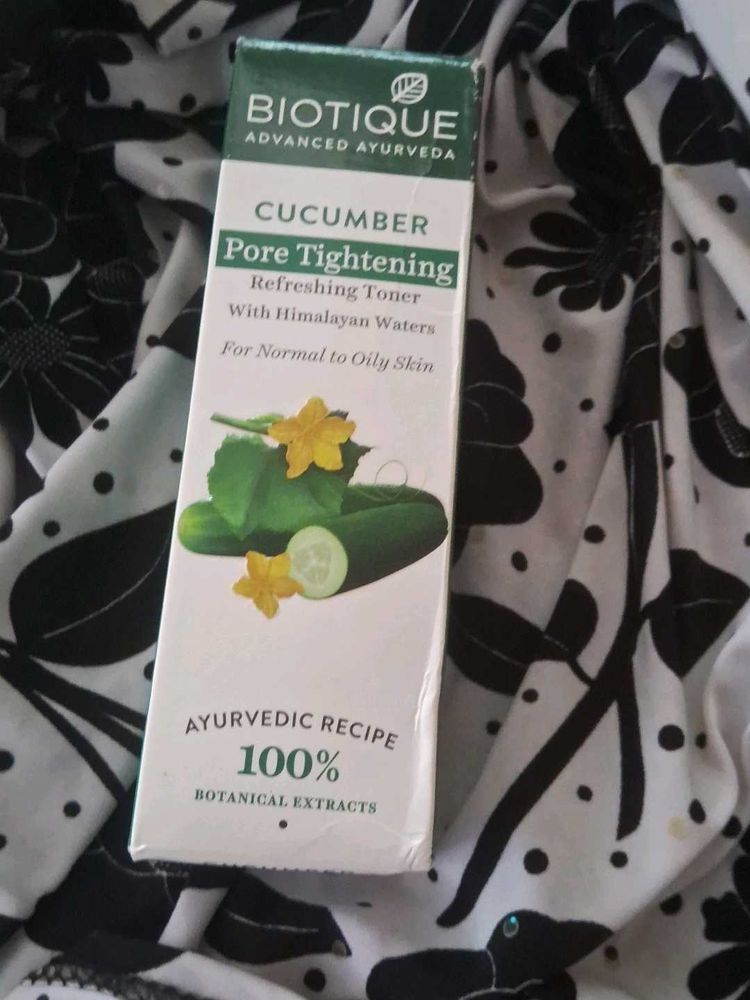 BIOTIQUE
ADVANCED AYURVEDA
CUCUMBER
Pore Tightening
Refreshing Toner
With Himalayan Waters
For Normal to Oily Skin
AYURVEDIC RECIPE
100%
BOTANICAL EXTRACTS